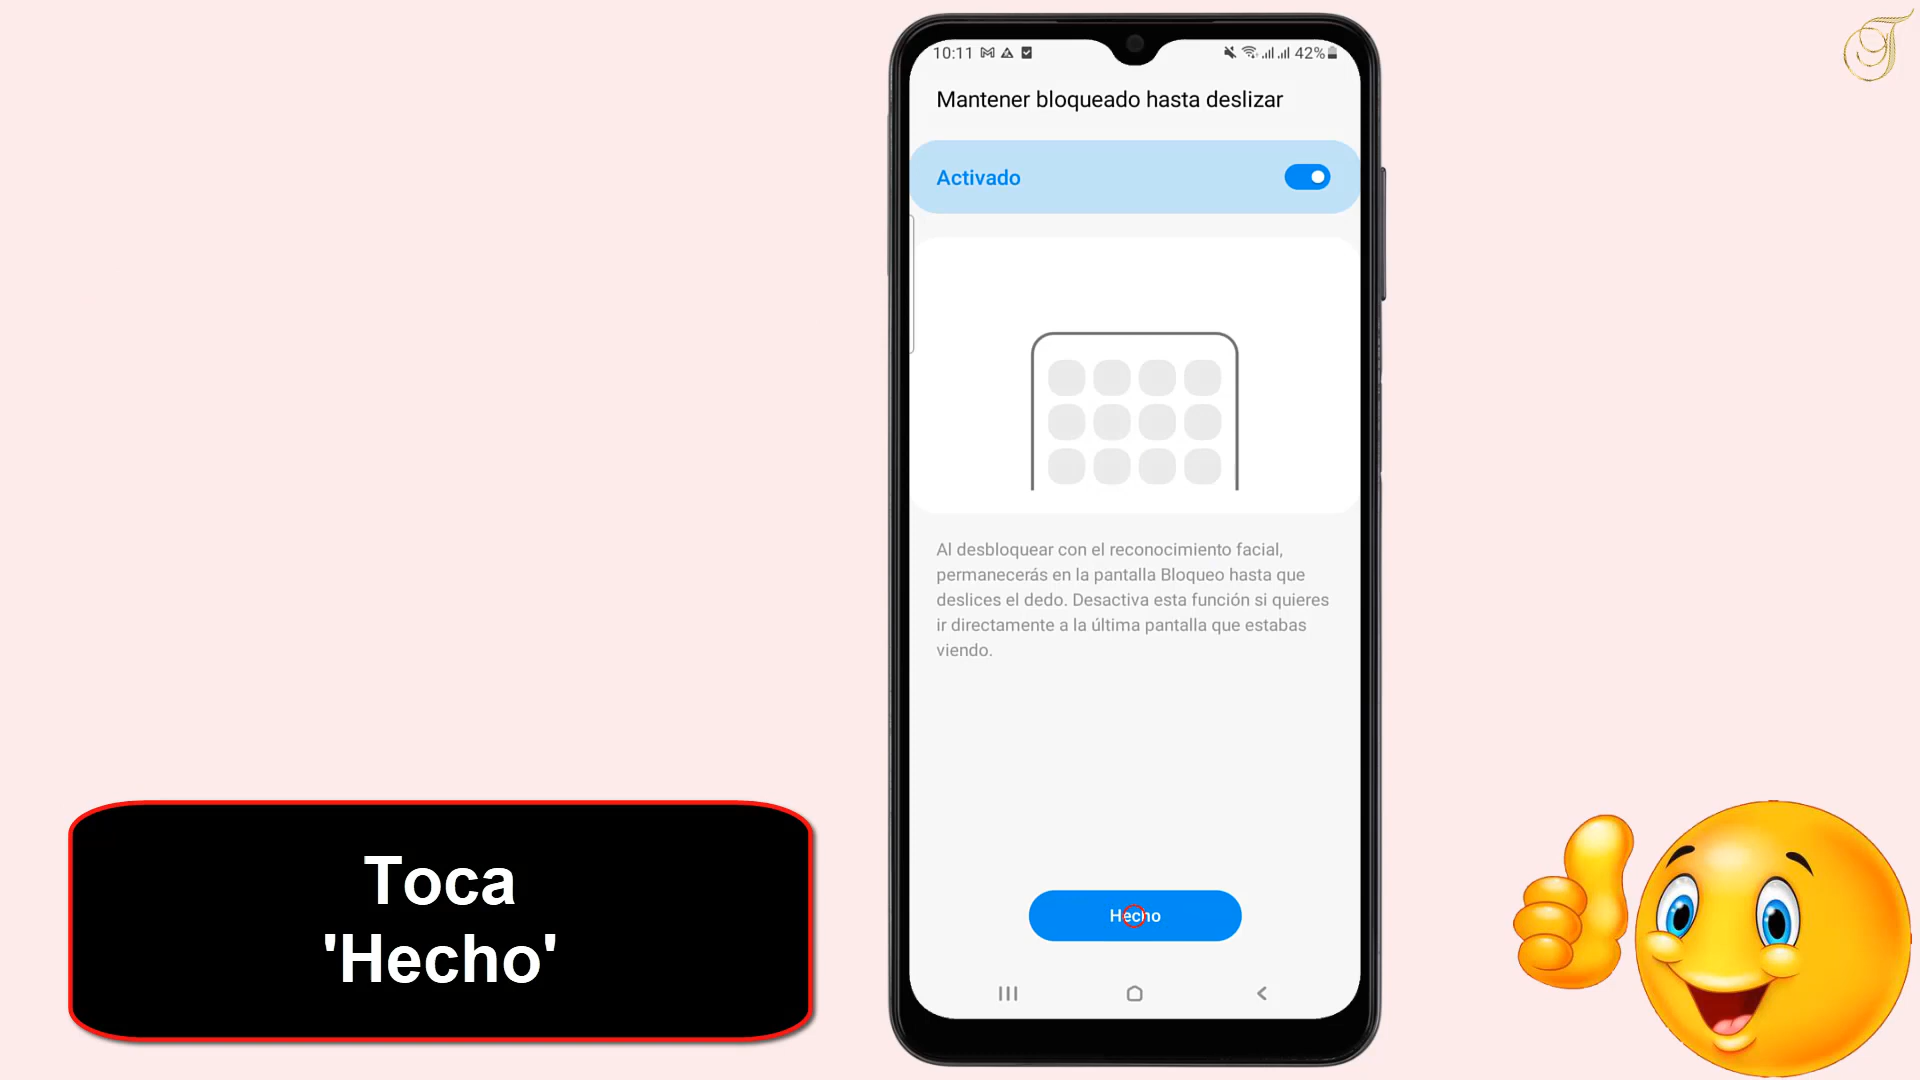 10:11 42%
Mantener bloqueado hasta deslizar
Activado
Al desbloquear con el reconocimiento facial,
permanecerás en la pantalla Bloqueo hasta que
deslices el dedo. Desactiva esta función si quieres
ir directamente a la última pantalla que estabas
viendo.
Hecho
Toca
'Hecho'